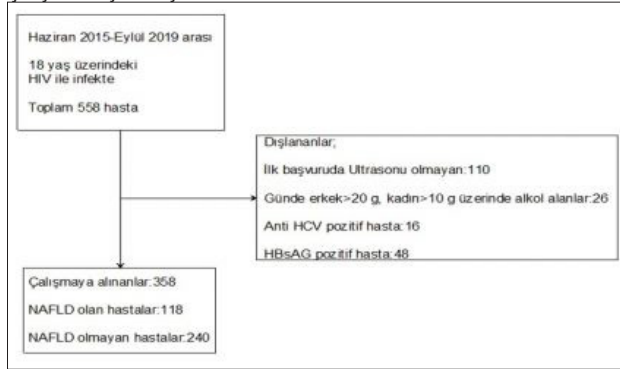 Haziran 2015-Eylül 2019 arası
18 yaş üzerindeki
HIV ile infekte
Toplam 558 hasta
Dışlananlar;
İlk başvuruda Ultrasonu olmayan:110
Günde erkek>20 g, kadın>10 g üzerinde alkol alanlar:26
Anti HCV pozitif hasta:16
HBsAG pozitif hasta:48
Çalışmaya alınanlar:358
NAFLD olan hastalar:118
NAFLD olmayan hastalar:240